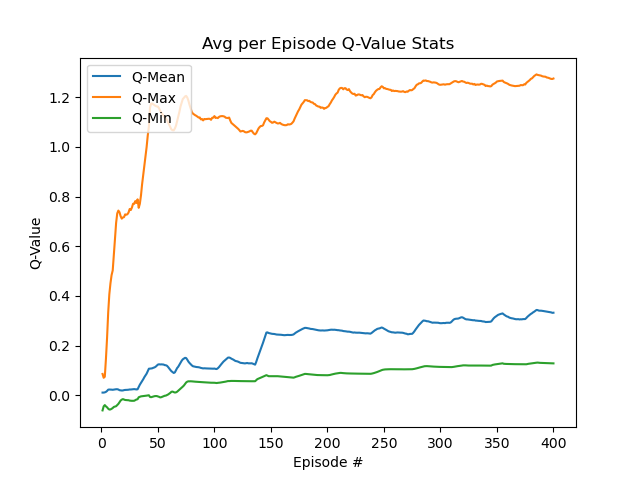 Avg per Episode Q-Value Stats
Q-Mean
Q-Max
Q-Min
Q-Value
1.2
1.0
0.8
0.6
0.4
0.2
0.0
0 50 100 150 200 250 300 350 400
Episode #